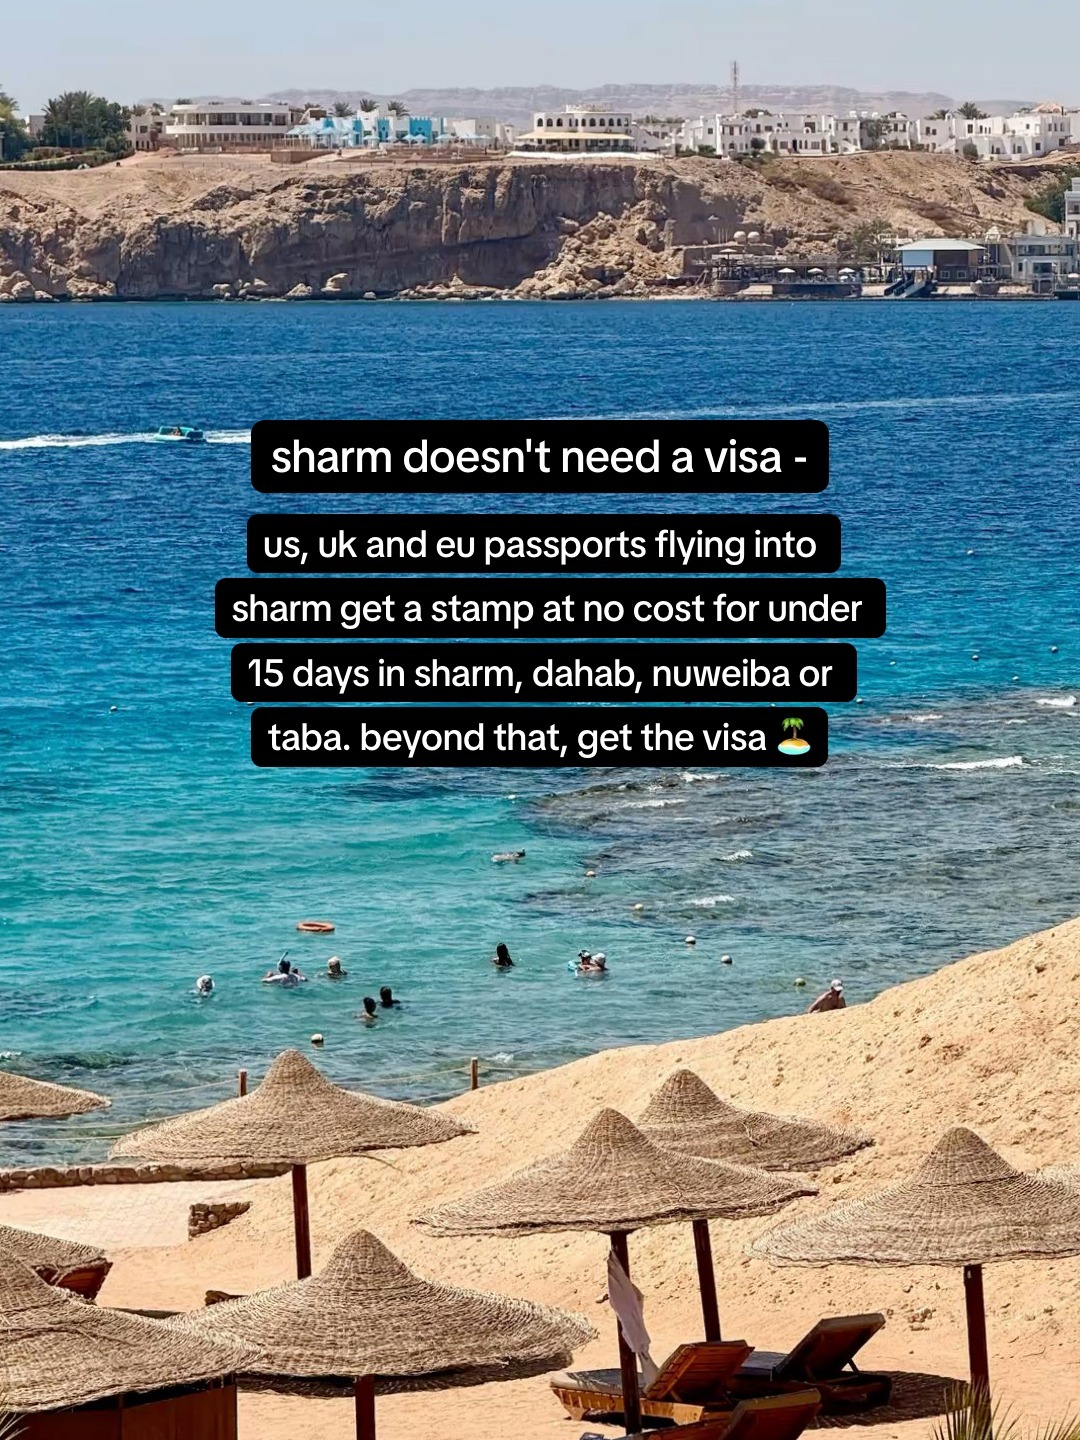 sharm doesn't need a visa -
us, uk and eu passports flying into
sharm get a stamp at no cost for under
15 days in sharm, dahab, nuweiba or
taba. beyond that, get the visa 🏝️